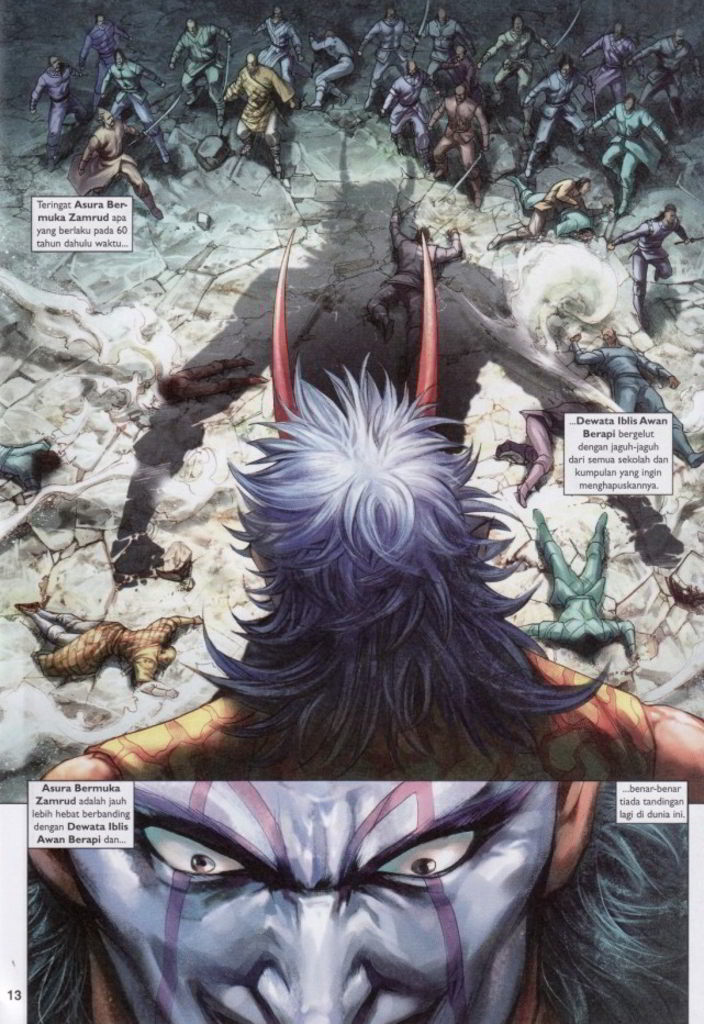 Teringat Asura Ber-
muka Zamrud apa
yang berlaku pada 60
tahun dahulu waktu...
...Dewata Iblis Awan
Berapi bergelut
dengan jaguh-jaguh
dari semua sekolah dan
kumpulan yang ingin
menghapuskannya.
Asura Bermuka
Zamrud adalah jauh
lebih hebat berbanding
dengan Dewata Iblis
Awan Berapi dan...
...benar-benar
tiada tandingan
lagi di dunia ini.
13